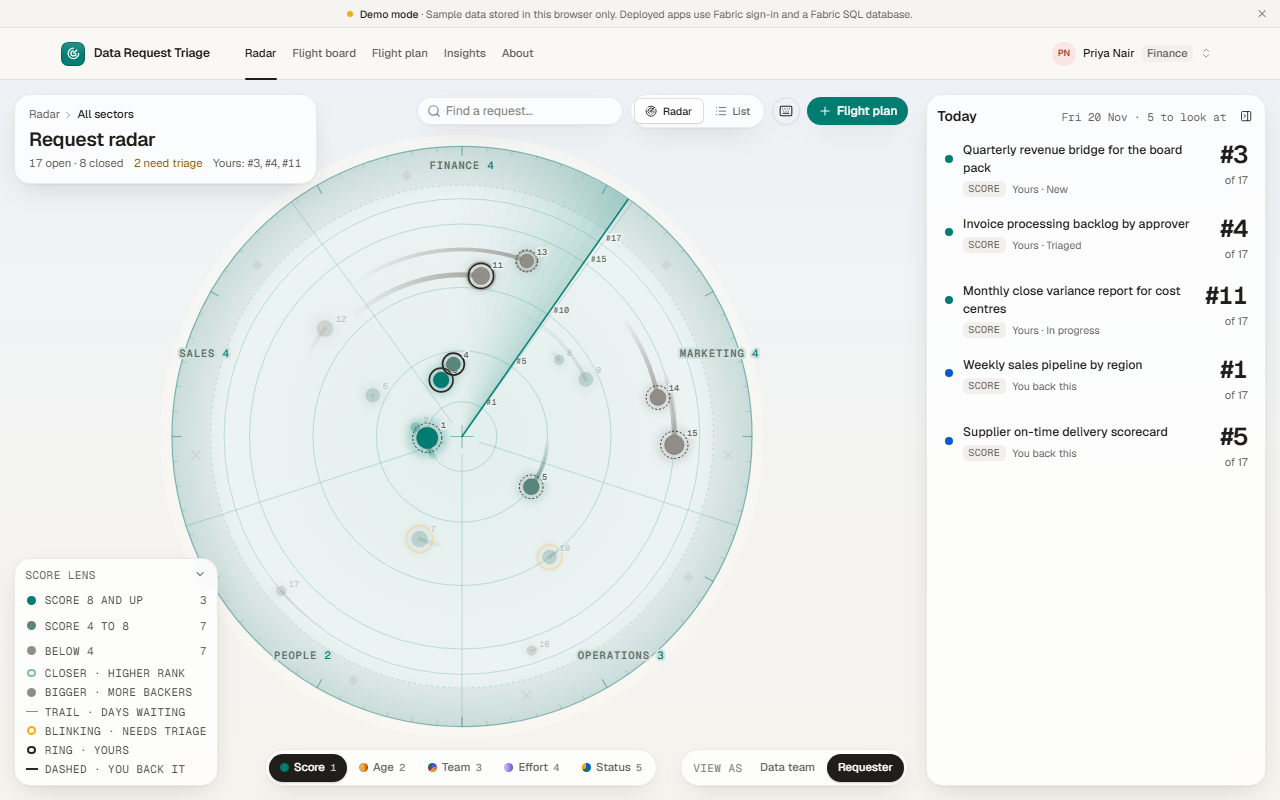 Demo mode · Sample data stored in this browser only. Deployed apps use Fabric sign-in and a Fabric SQL database.
Data Request Triage
Radar
Flight board
Flight plan
Insights
About
PN
Priya Nair
Finance
Radar
All sectors
Request radar
17 open · 8 closed
2 need triage
Yours: #3, #4, #11
Find a request…
Radar
List
Flight plan
FINANCE 4
MARKETING 4
OPERATIONS 3
PEOPLE 2
SALES 4
#17
#15
#10
#5
#1
13
11
12
4
8
9
6
14
2
1
15
5
7
10
17
16
SCORE LENS
SCORE 8 AND UP 3
SCORE 4 TO 8 7
BELOW 4 7
CLOSER · HIGHER RANK
BIGGER · MORE BACKERS
TRAIL · DAYS WAITING
BLINKING · NEEDS TRIAGE
RING · YOURS
DASHED · YOU BACK IT
Score 1
Age 2
Team 3
Effort 4
Status 5
VIEW AS
Data team
Requester
Today
Fri 20 Nov · 5 to look at
Quarterly revenue bridge for the board pack
#3
of 17
SCORE
Yours · New
Invoice processing backlog by approver
#4
of 17
SCORE
Yours · Triaged
Monthly close variance report for cost centres
#11
of 17
SCORE
Yours · In progress
Weekly sales pipeline by region
#1
of 17
SCORE
You back this
Supplier on-time delivery scorecard
#5
of 17
SCORE
You back this